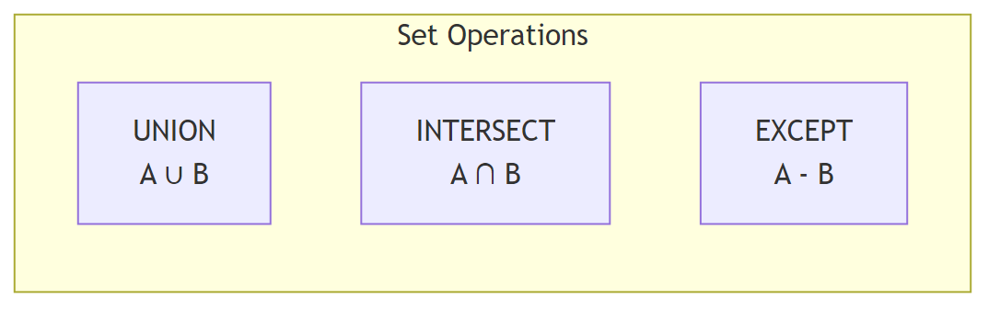 Set Operations
UNION
A ∪ B
INTERSECT
A ⋂ B
EXCEPT
A - B